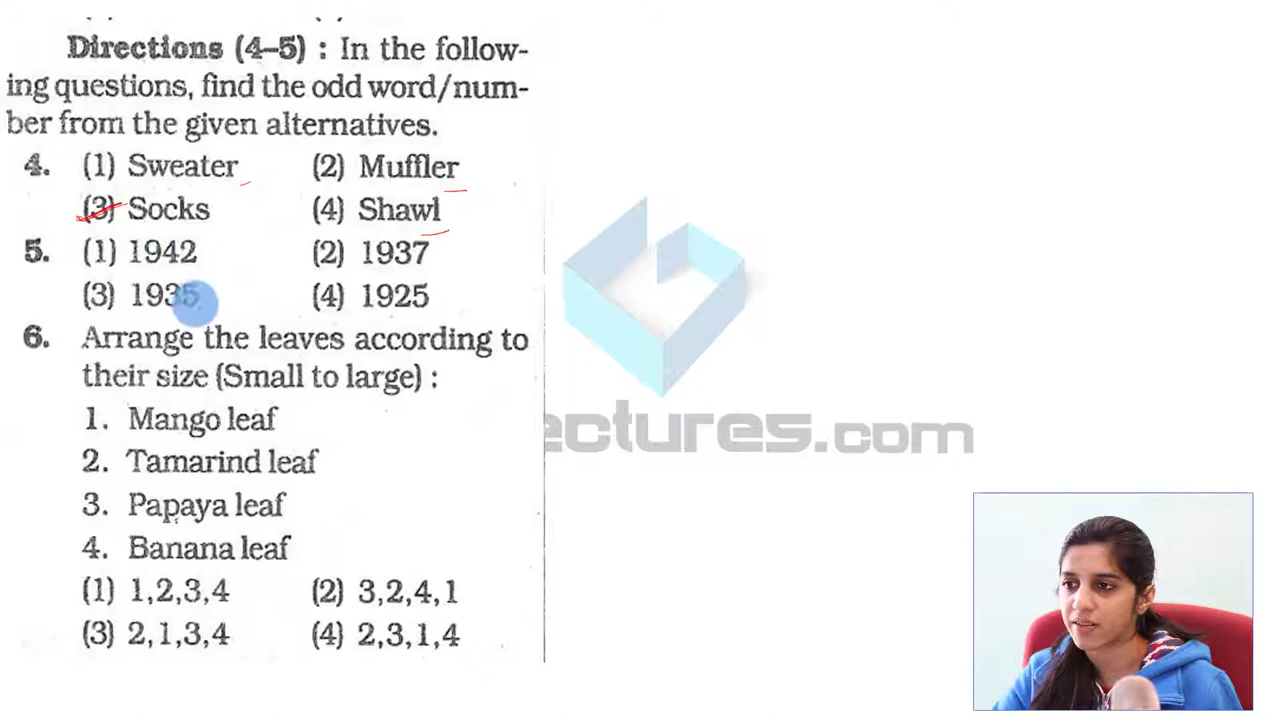 Directions (4–5) : In the follow-
ing questions, find the odd word/num-
ber from the given alternatives.
4. (1) Sweater (2) Muffler
(3) Socks (4) Shawl
5. (1) 1942 (2) 1937
(3) 1935 (4) 1925
6. Arrange the leaves according to
their size (Small to large) :
1. Mango leaf
2. Tamarind leaf
3. Papaya leaf
4. Banana leaf
(1) 1,2,3,4 (2) 3,2,4,1
(3) 2,1,3,4 (4) 2,3,1,4
ectures.com